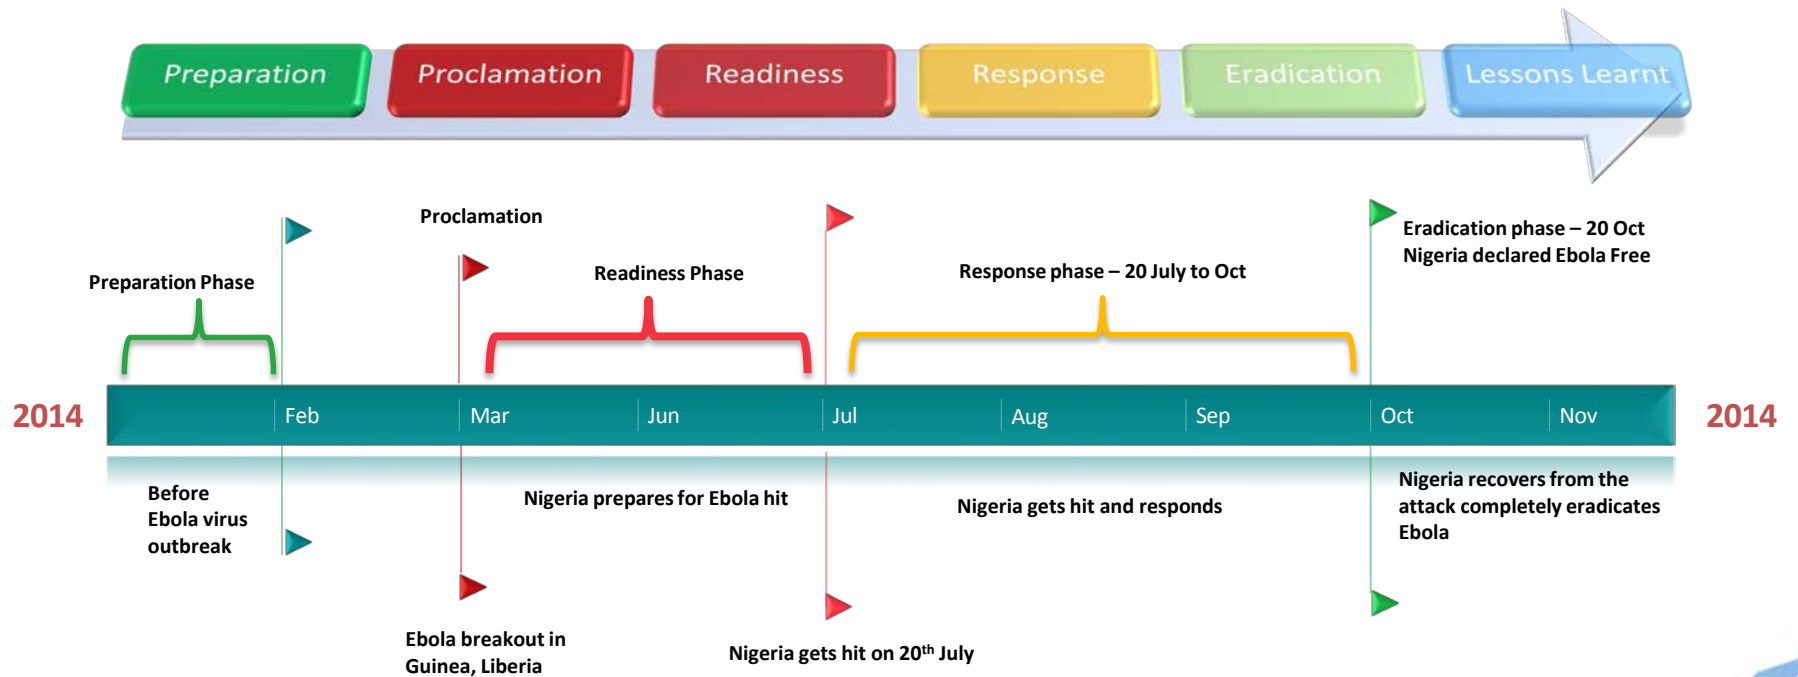 Preparation
Proclamation
Readiness
Response
Eradication
Lessons Learnt
Proclamation
Preparation Phase
Readiness Phase
Response phase – 20 July to Oct
Eradication phase – 20 Oct
Nigeria declared Ebola Free
2014
Feb
Mar
Jun
Jul
Aug
Sep
Oct
Nov
2014
Before
Ebola virus
outbreak
Nigeria prepares for Ebola hit
Nigeria gets hit and responds
Nigeria recovers from the
attack completely eradicates
Ebola
Ebola breakout in
Guinea, Liberia
Nigeria gets hit on 20th July